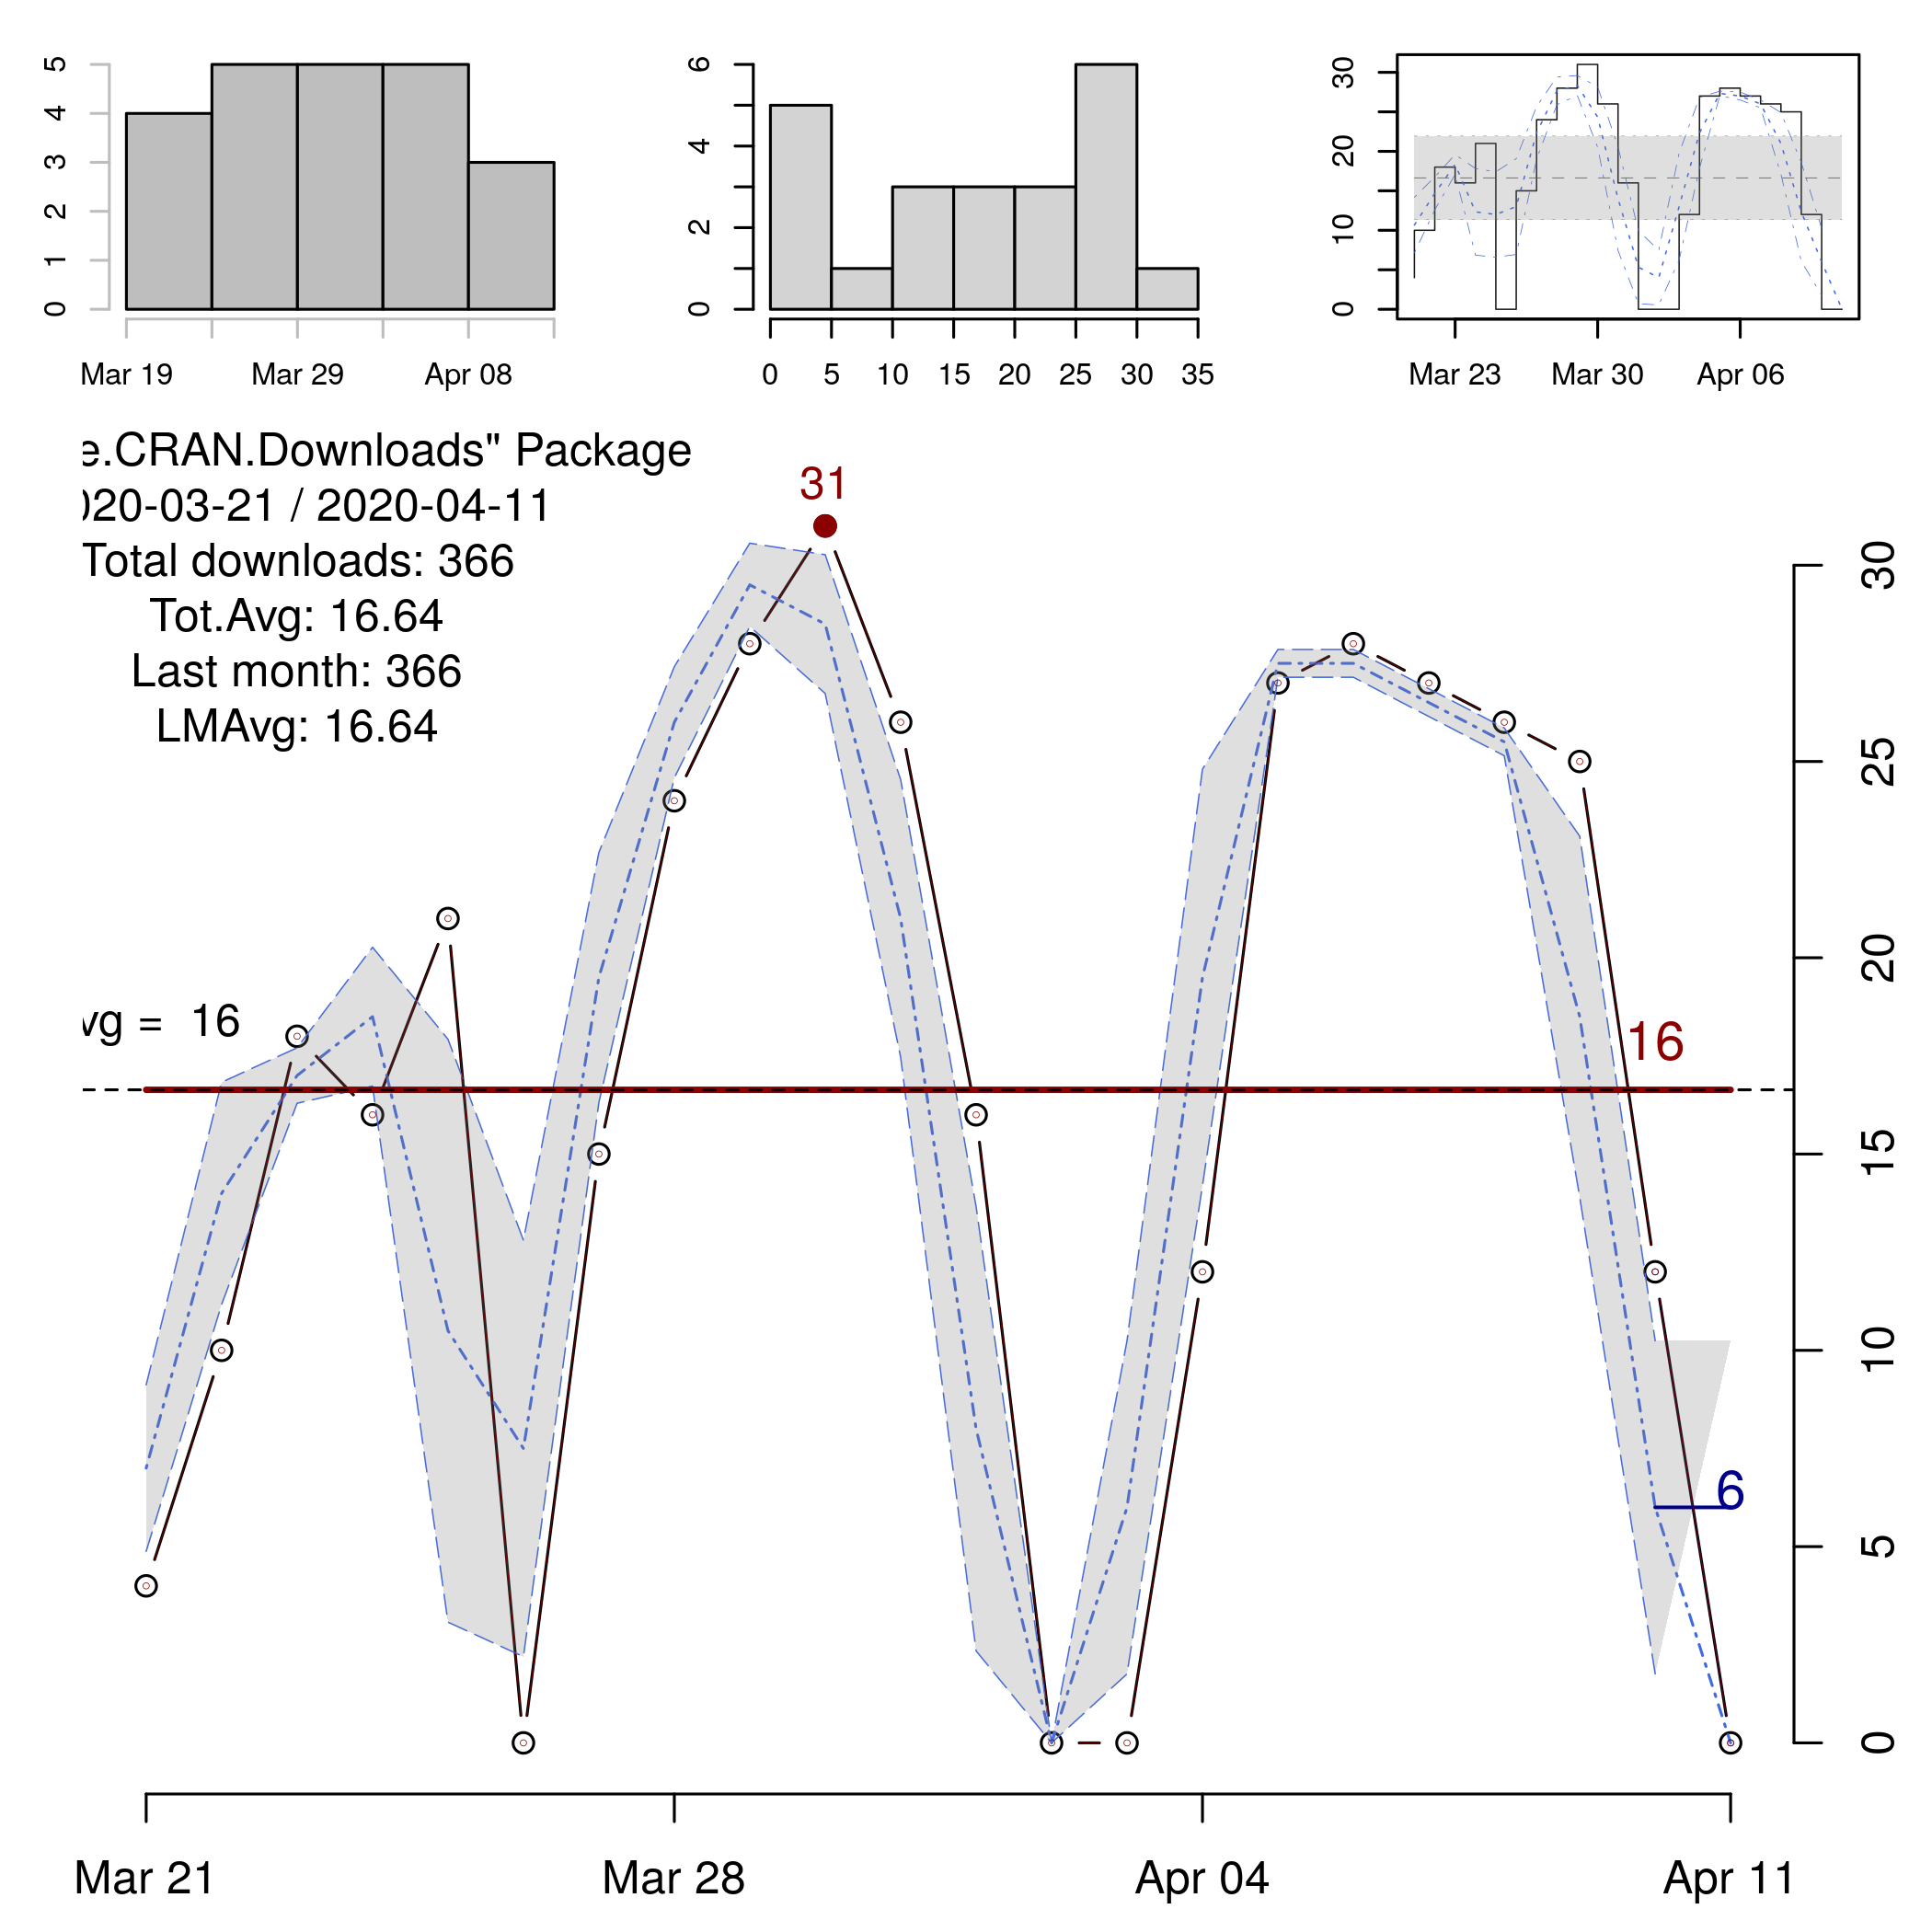 5
4
3
2
1
0
Mar 19 Mar 29 Apr 08
6
4
2
0
0 5 10 15 20 25 30 35
30
20
10
0
Mar 23 Mar 30 Apr 06
e.CRAN.Downloads" Package
020-03-21 / 2020-04-11
Total downloads: 366
Tot.Avg: 16.64
Last month: 366
LMAvg: 16.64
31
vg = 16
16
6
30
25
20
15
10
5
0
Mar 21 Mar 28 Apr 04 Apr 11